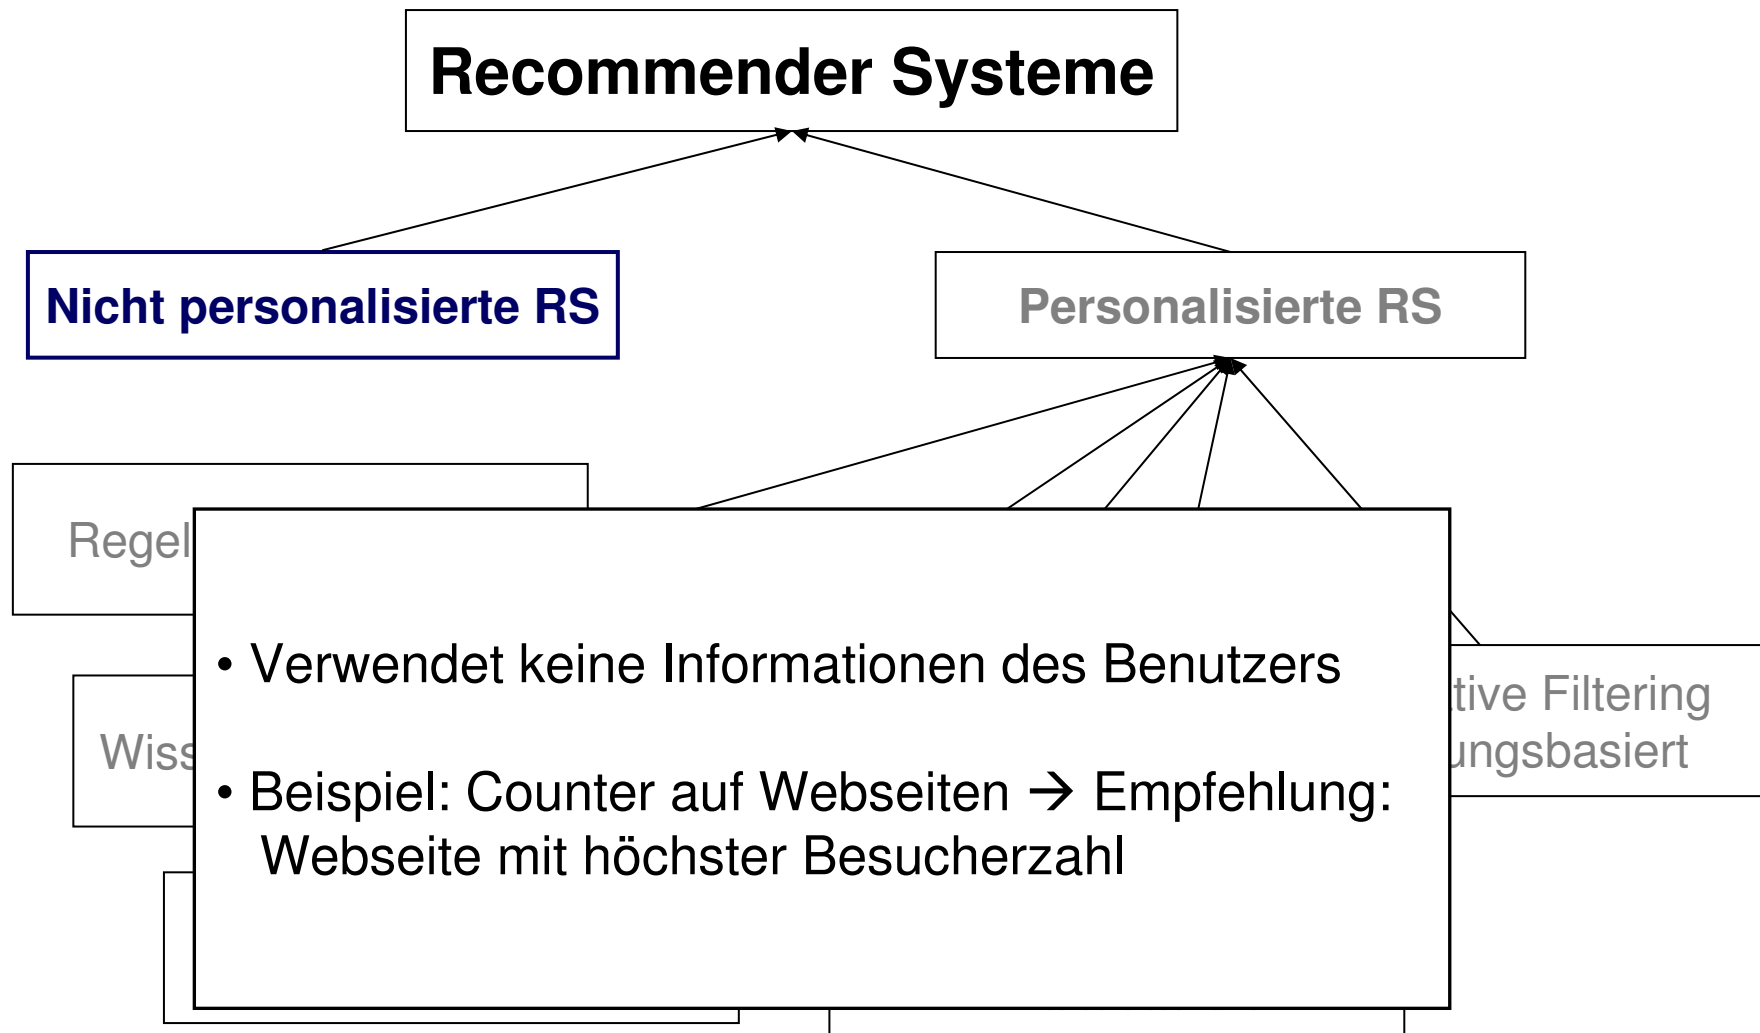 Recommender Systeme
Nicht personalisierte RS
Personalisierte RS
Regel
• Verwendet keine Informationen des Benutzers
tive Filtering
Wiss
ungsbasiert
• Beispiel: Counter auf Webseiten → Empfehlung:
Webseite mit höchster Besucherzahl